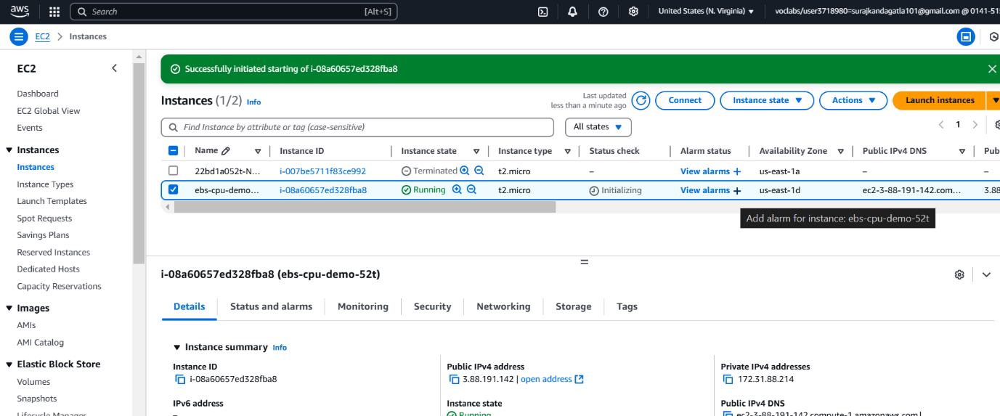 aws
Search [Alt+S]
United States (N. Virginia)
voclabs/user3718980=surajkandagatla101@gmail.com @ 0141-515
EC2 Instances
EC2
Dashboard
EC2 Global View
Events
Instances
Instances
Instance Types
Launch Templates
Spot Requests
Savings Plans
Reserved Instances
Dedicated Hosts
Capacity Reservations
Images
AMIs
AMI Catalog
Elastic Block Store
Volumes
Snapshots
Lifecycle Manager
Successfully initiated starting of i-08a60657ed328fba8
Instances (1/2) Info
Last updated
less than a minute ago
Connect
Instance state
Actions
Launch instances
Find Instance by attribute or tag (case-sensitive)
All states
1
Name Instance ID Instance state Instance type Status check Alarm status Availability Zone Public IPv4 DNS Pub
22bd1a052t-N... i-007be5711f83ce992 Terminated t2.micro – View alarms + us-east-1a – –
ebs-cpu-demo... i-08a60657ed328fba8 Running t2.micro Initializing View alarms + us-east-1d ec2-3-88-191-142.com... 3.88
Add alarm for instance: ebs-cpu-demo-52t
i-08a60657ed328fba8 (ebs-cpu-demo-52t)
Details Status and alarms Monitoring Security Networking Storage Tags
Instance summary Info
Instance ID
i-08a60657ed328fba8
IPv6 address
–
Public IPv4 address
3.88.191.142 | open address
Instance state
Running
Private IPv4 addresses
172.31.88.214
Public IPv4 DNS
ec2-3-88-191-142.compute-1.amazonaws.com |